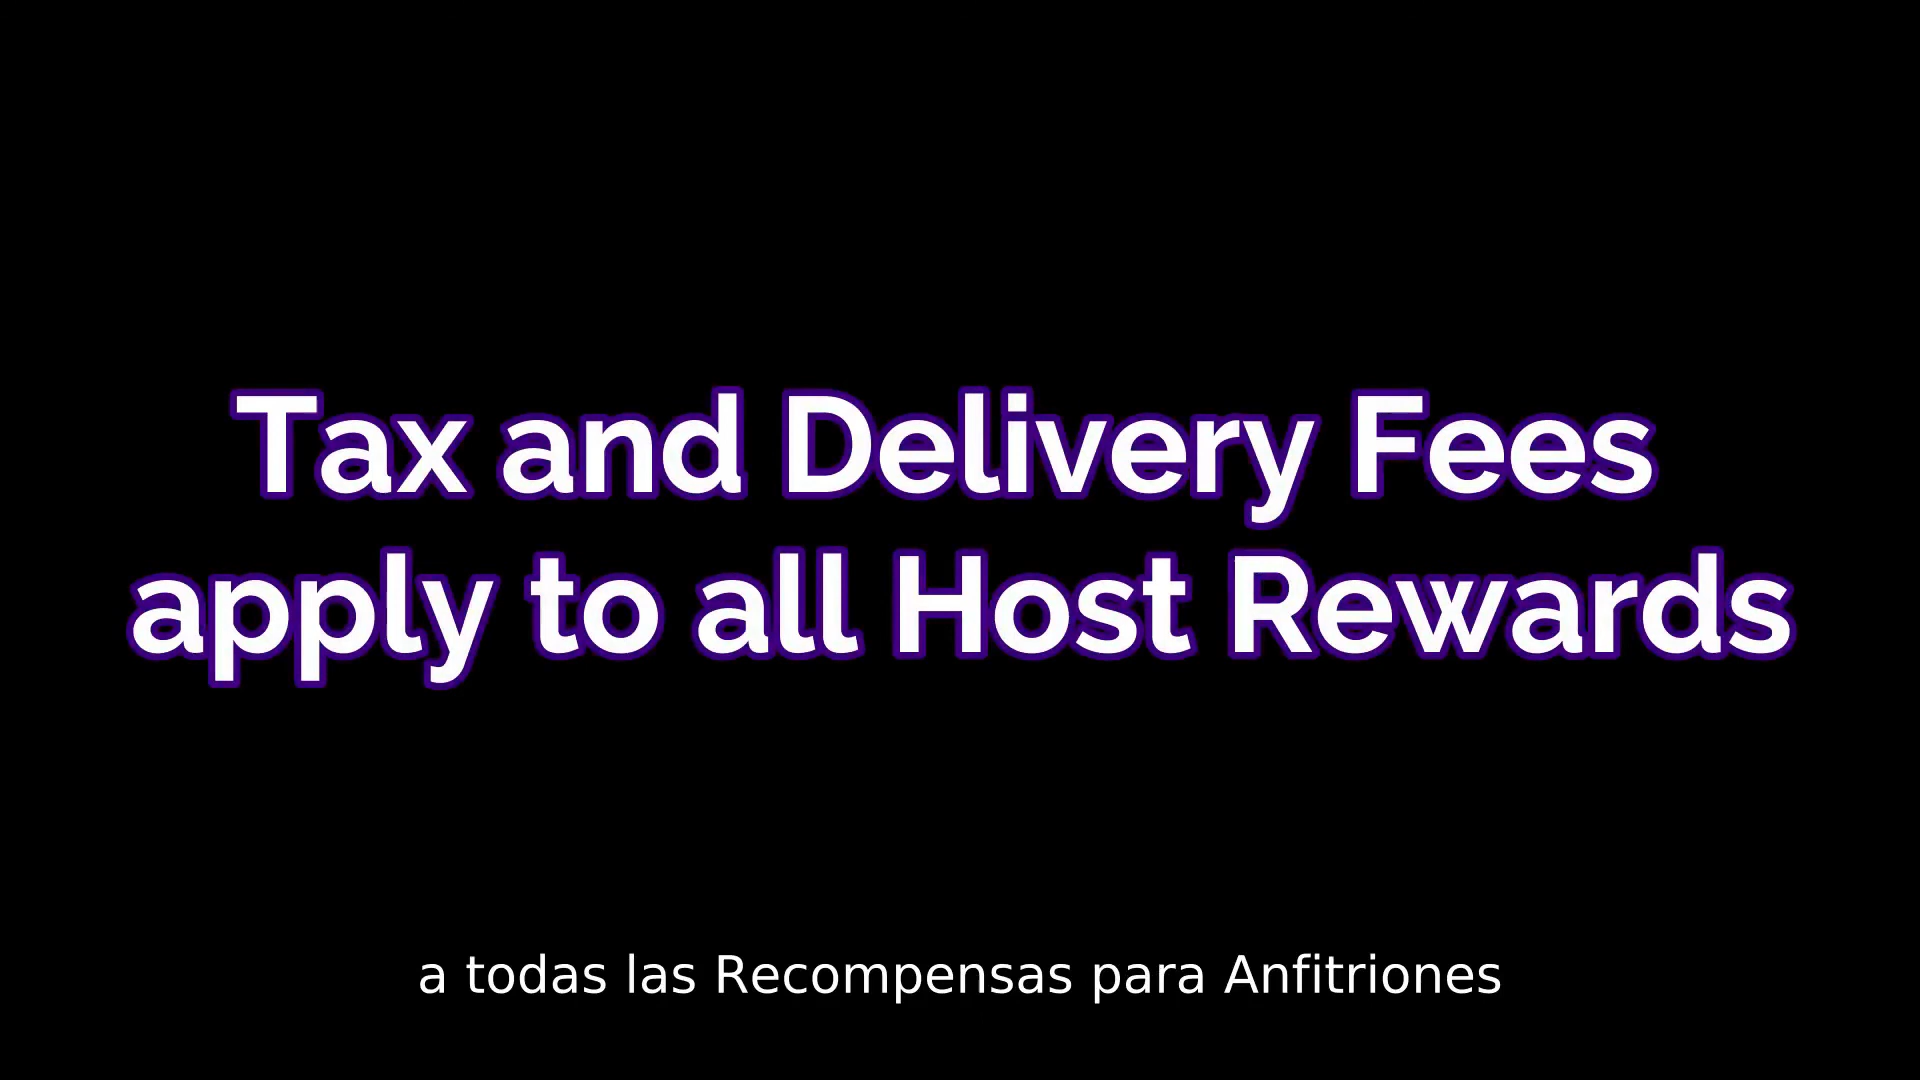 Tax and Delivery Fees
apply to all Host Rewards
a todas las Recompensas para Anfitriones